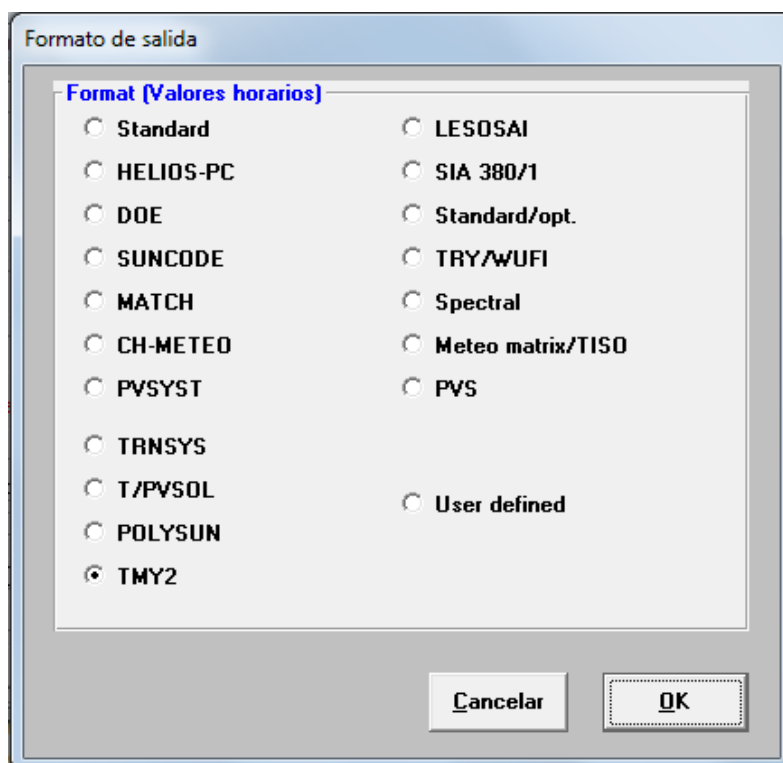 Formato de salida
Format (Valores horarios)
Standard
HELIOS-PC
DOE
SUNCODE
MATCH
CH-METEO
PVSYST
TRNSYS
T/PVSOL
POLYSUN
TMY2
LESOSAI
SIA 380/1
Standard/opt.
TRY/WUFI
Spectral
Meteo matrix/TISO
PVS
User defined
Cancelar
OK